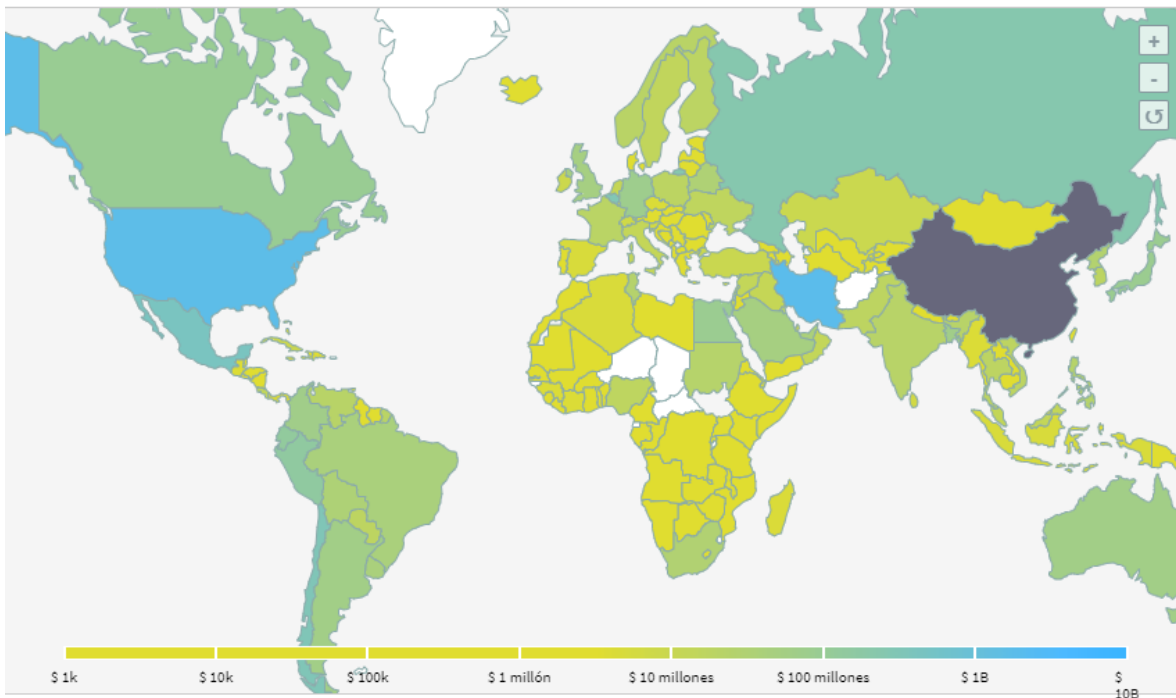 +
-
↺
$ 1k
$ 10k
$ 100k
$ 1 millón
$ 10 millones
$ 100 millones
$ 1B
$
10B